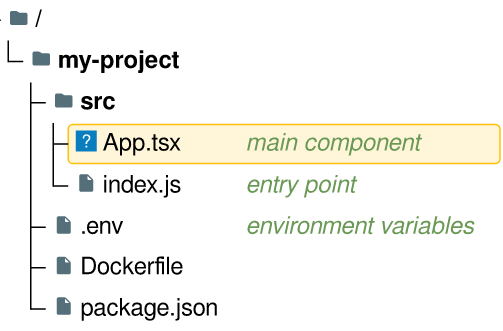 /
my-project
src
? App.tsx main component
index.js entry point
.env environment variables
Dockerfile
package.json